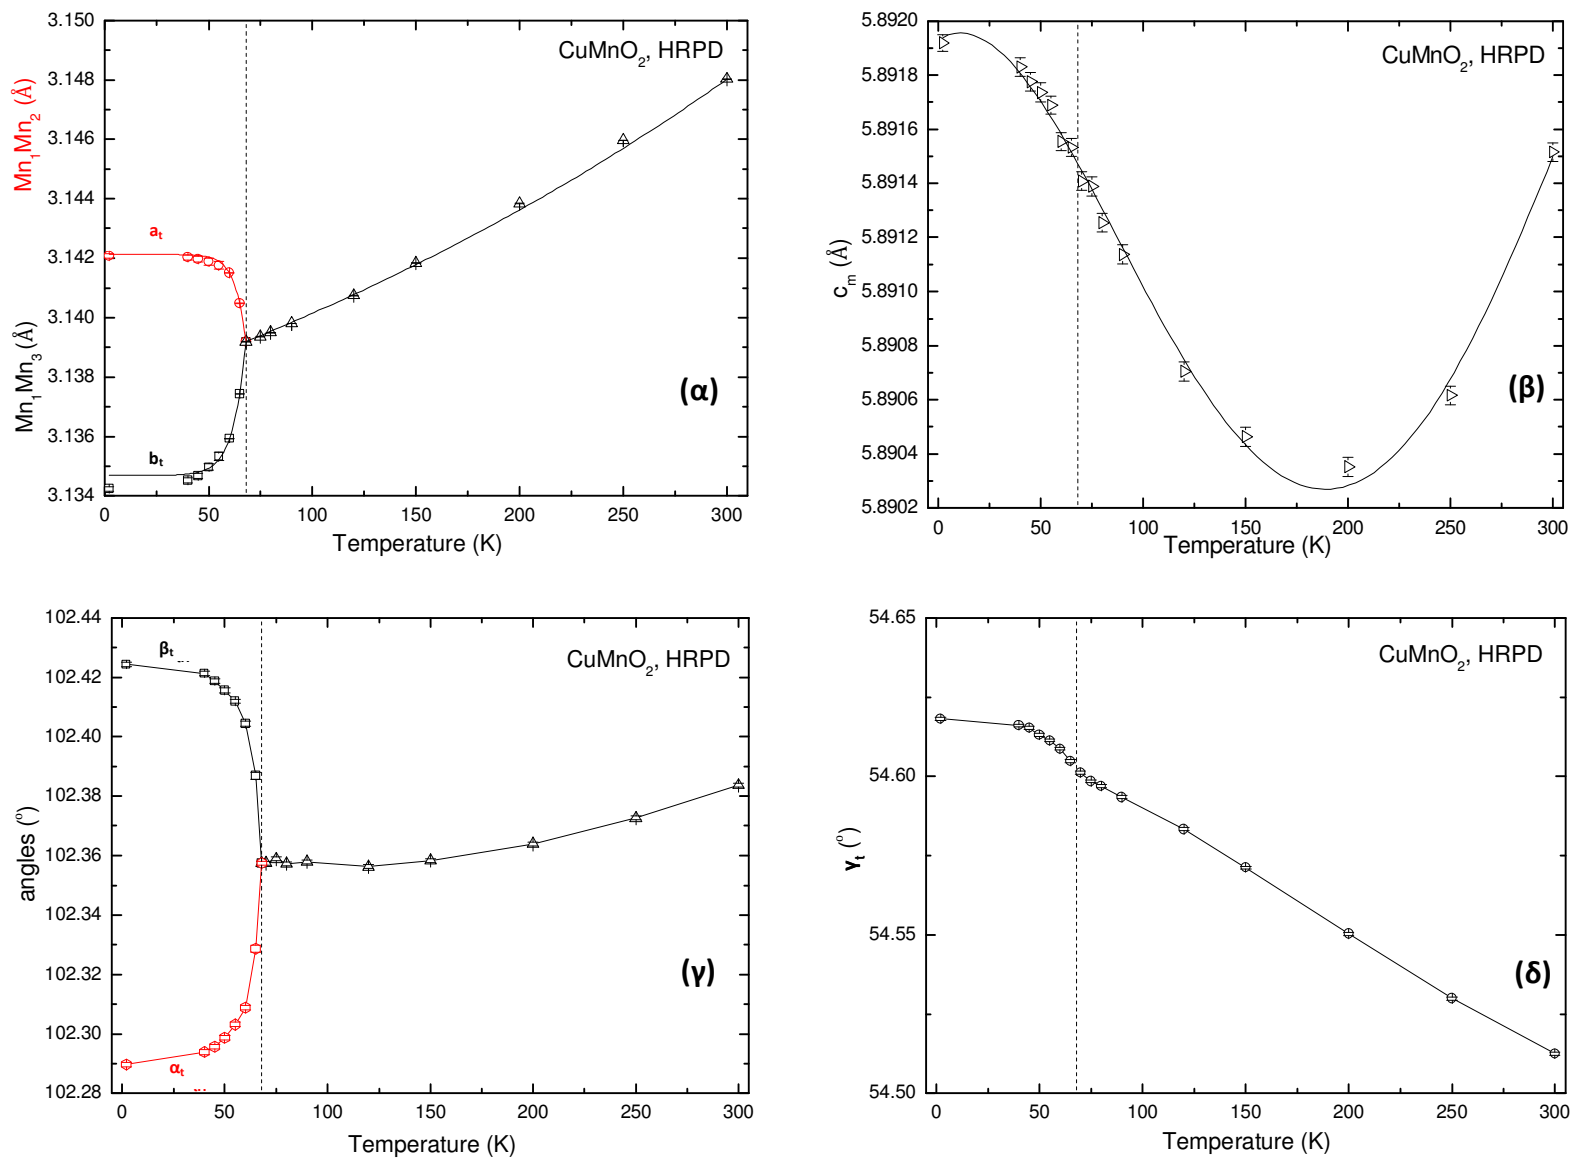 CuMnO2, HRPD
3.150
3.148
3.146
3.144
3.142
3.140
3.138
3.136
3.134
Mn1Mn2 (Å)
Mn1Mn3 (Å)
at
bt
(α)
0 50 100 150 200 250 300
Temperature (K)
CuMnO2, HRPD
5.8920
5.8918
5.8916
5.8914
5.8912
5.8910
5.8908
5.8906
5.8904
5.8902
cm (Å)
(β)
0 50 100 150 200 250 300
Temperature (K)
CuMnO2, HRPD
102.44
102.42
102.40
102.38
102.36
102.34
102.32
102.30
102.28
angles (º)
βt
αt
(γ)
0 50 100 150 200 250 300
Temperature (K)
CuMnO2, HRPD
54.65
54.60
54.55
54.50
γt (º)
(δ)
0 50 100 150 200 250 300
Temperature (K)